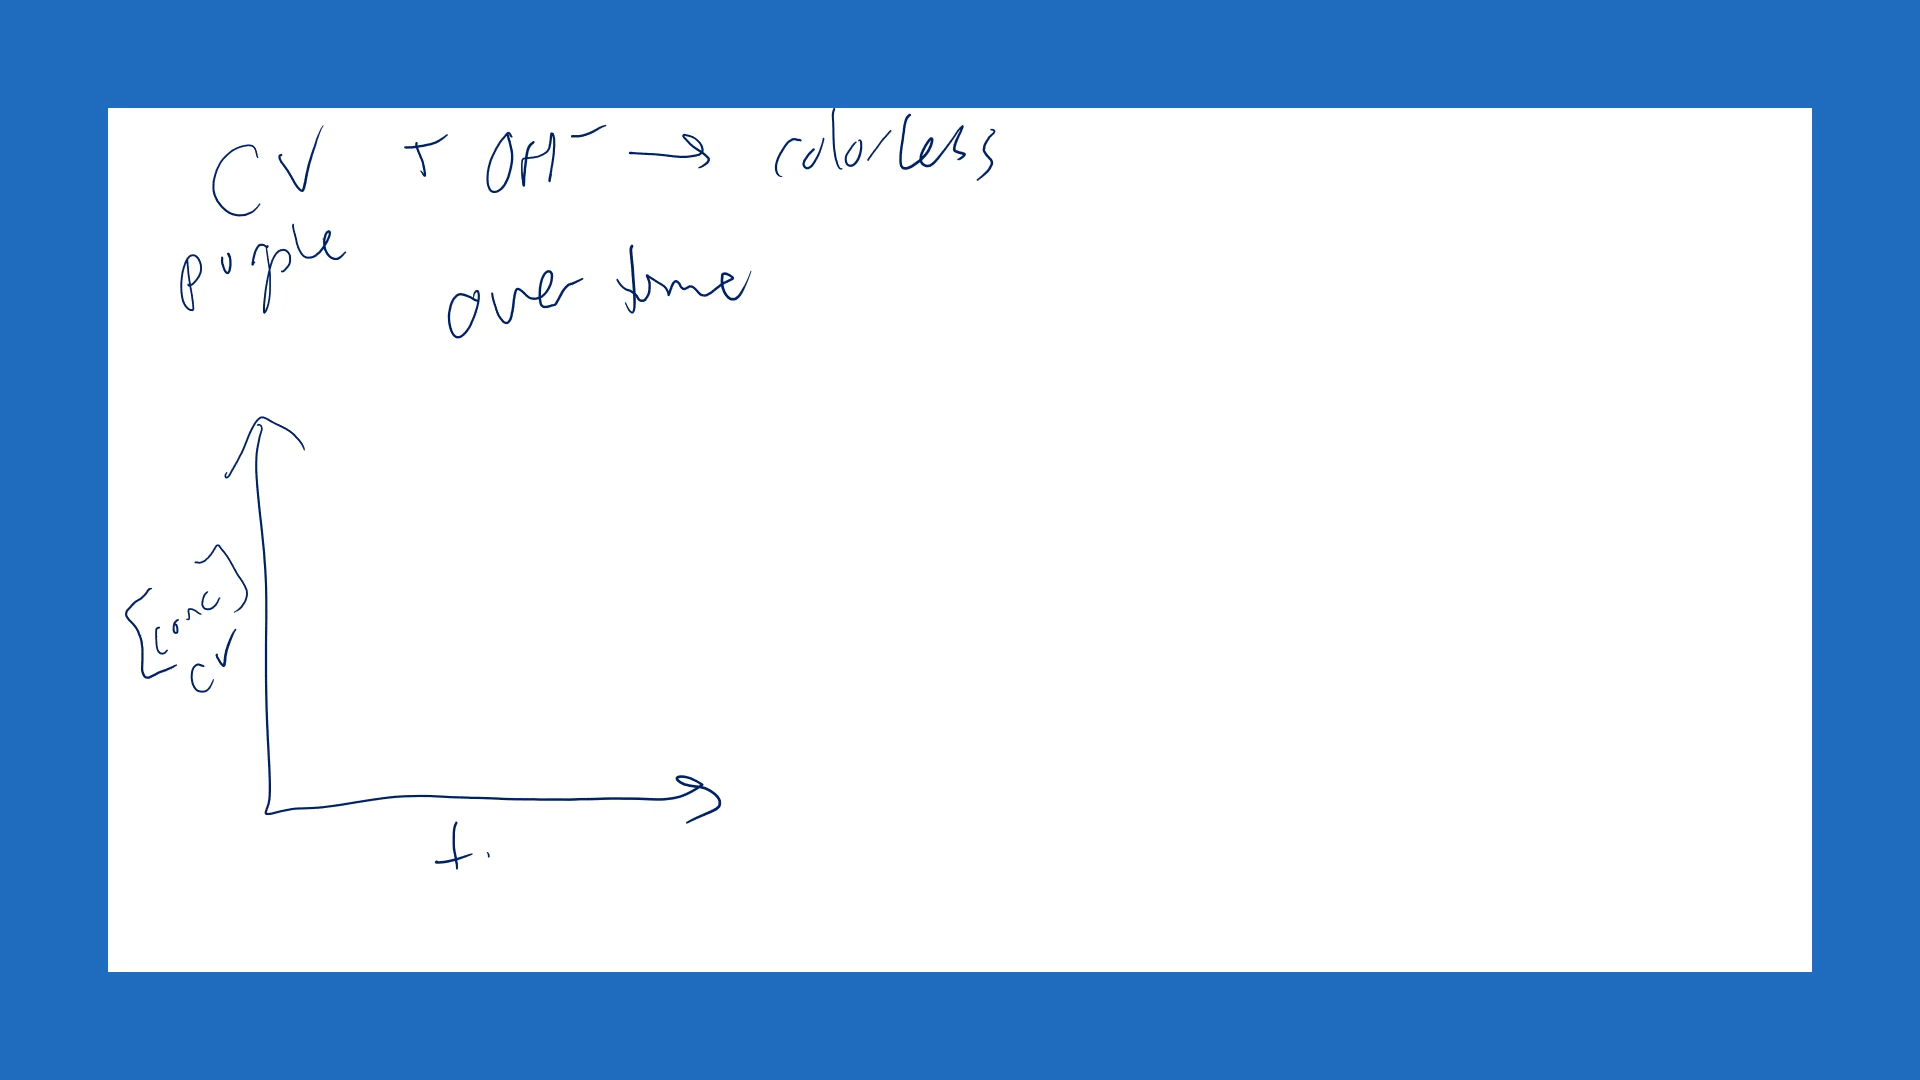 CV + OH⁻ → colorless
purple
over time
[conc]
CV
t